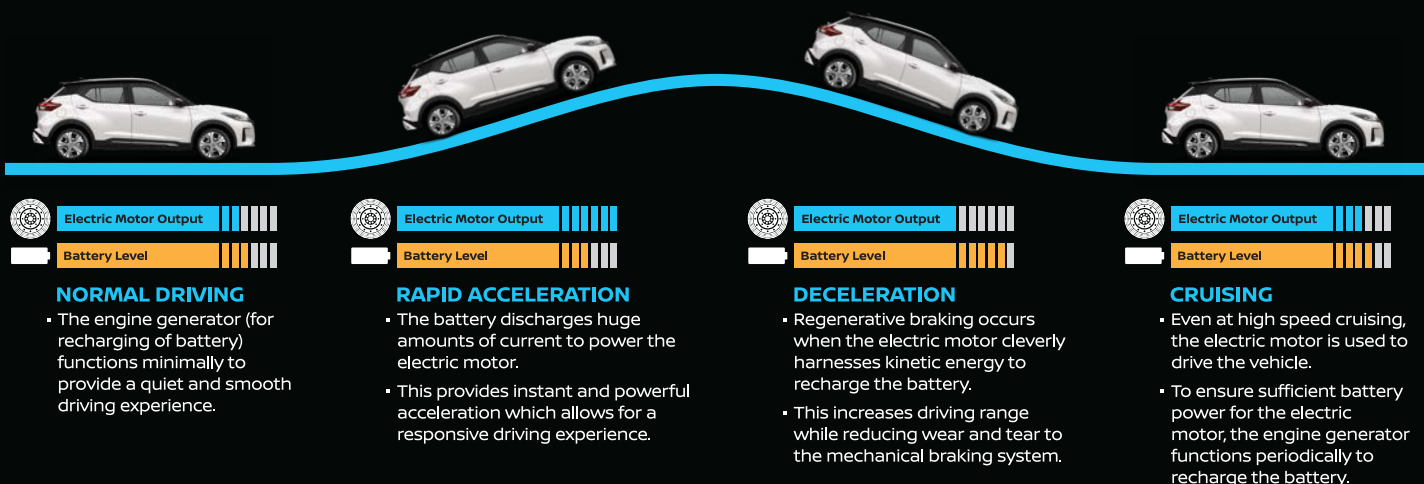 Electric Motor Output
Battery Level
NORMAL DRIVING
▪ The engine generator (for
recharging of battery)
functions minimally to
provide a quiet and smooth
driving experience.
Electric Motor Output
Battery Level
RAPID ACCELERATION
▪ The battery discharges huge
amounts of current to power the
electric motor.
▪ This provides instant and powerful
acceleration which allows for a
responsive driving experience.
Electric Motor Output
Battery Level
DECELERATION
▪ Regenerative braking occurs
when the electric motor cleverly
harnesses kinetic energy to
recharge the battery.
▪ This increases driving range
while reducing wear and tear to
the mechanical braking system.
Electric Motor Output
Battery Level
CRUISING
▪ Even at high speed cruising,
the electric motor is used to
drive the vehicle.
▪ To ensure sufficient battery
power for the electric
motor, the engine generator
functions periodically to
recharge the battery.